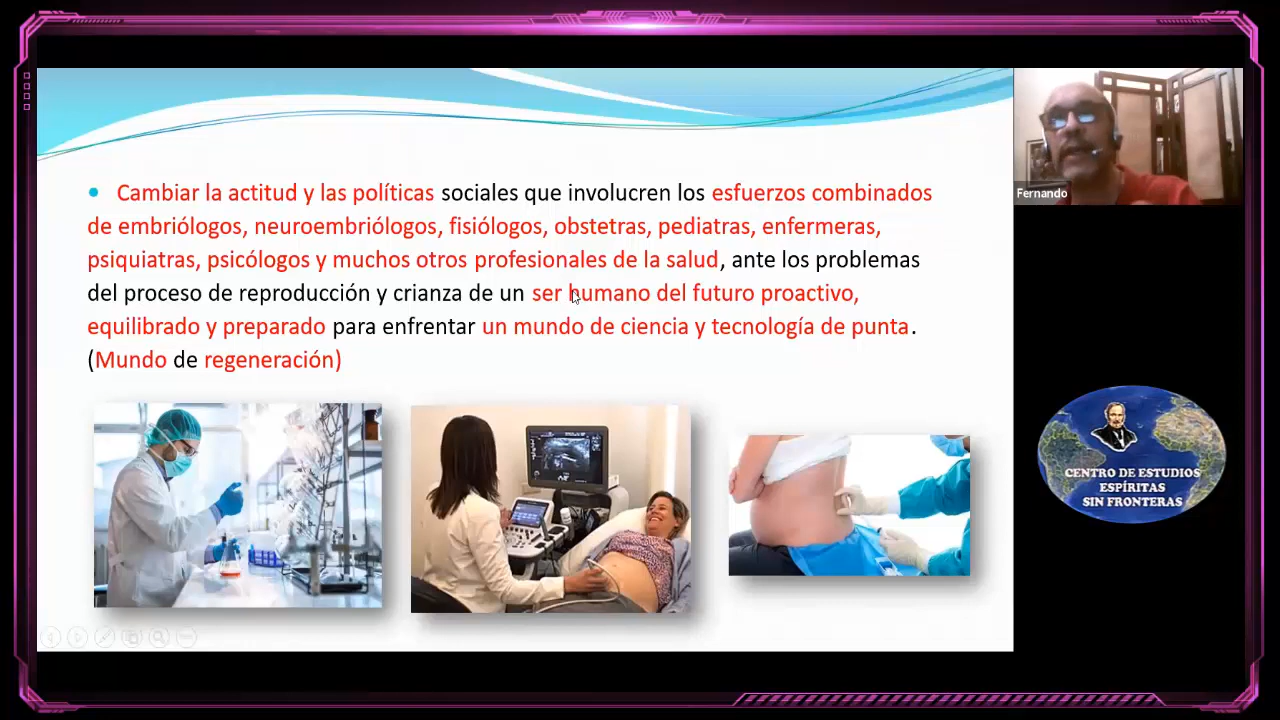 Cambiar la actitud y las políticas sociales que involucren los esfuerzos combinados
de embriólogos, neuroembriólogos, fisiólogos, obstetras, pediatras, enfermeras,
psiquiatras, psicólogos y muchos otros profesionales de la salud, ante los problemas
del proceso de reproducción y crianza de un ser humano del futuro proactivo,
equilibrado y preparado para enfrentar un mundo de ciencia y tecnología de punta.
(Mundo de regeneración)
Fernando
CENTRO DE ESTUDIOS
ESPÍRITAS
SIN FRONTERAS